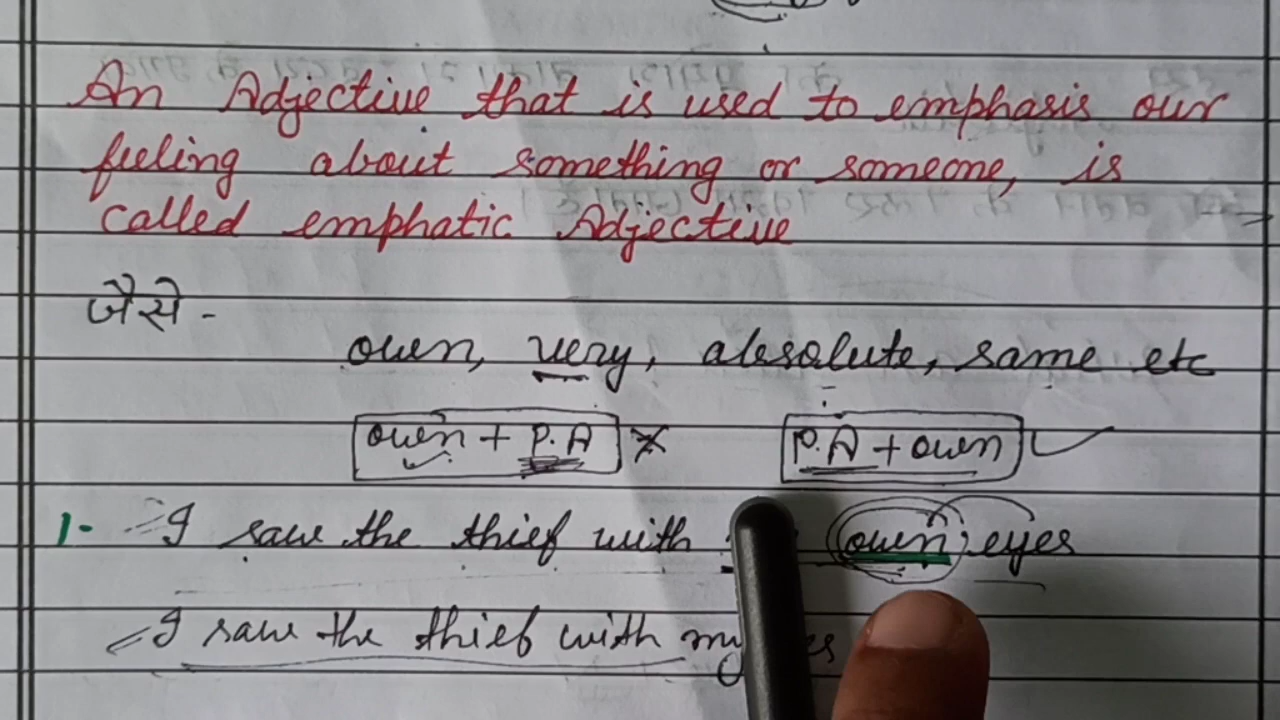 An Adjective that is used to emphasis our
feeling about something or someone, is
called emphatic Adjective
जैसे -
own, very, absolute, same etc
own + P.A × P.A + own ✓
1- I saw the thief with own eyes
I saw the thief with my